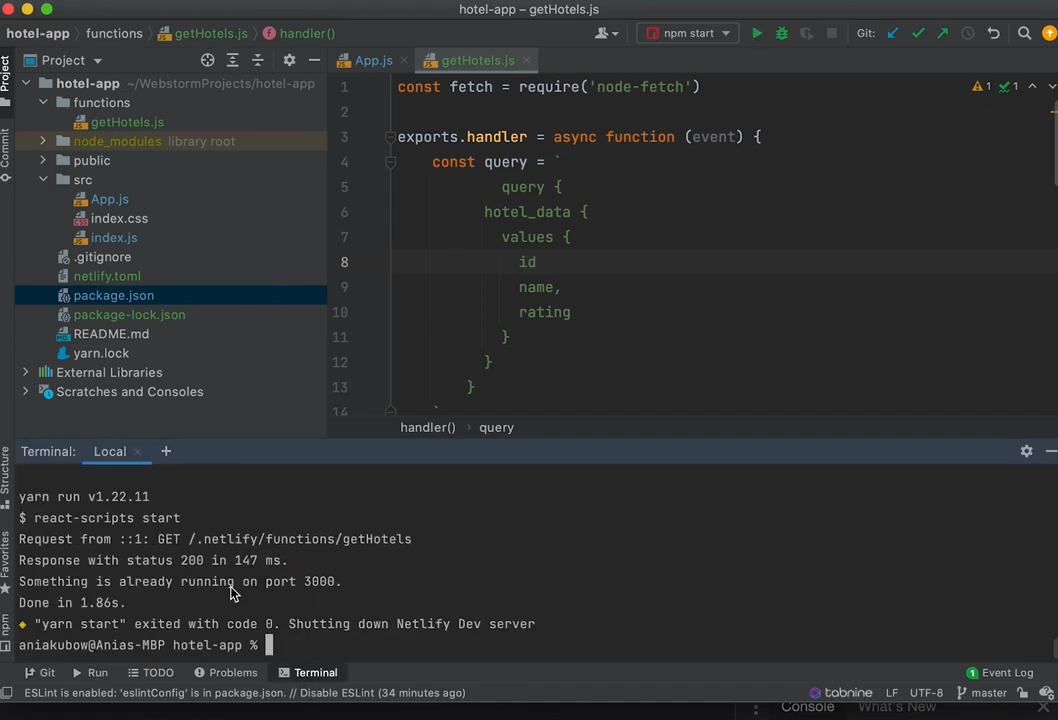 hotel-app – getHotels.js
hotel-app functions getHotels.js handler() npm start Git:
Project App.js getHotels.js
Project
Commit
Structure
Favorites
npm
hotel-app ~/WebstormProjects/hotel-app
functions
getHotels.js
node_modules library root
public
src
App.js
index.css
index.js
.gitignore
netlify.toml
package.json
package-lock.json
README.md
yarn.lock
External Libraries
Scratches and Consoles
1 const fetch = require('node-fetch') 1 1
2
3 exports.handler = async function (event) {
4 const query = `
5 query {
6 hotel_data {
7 values {
8 id
9 name,
10 rating
11 }
12 }
13 }
14 `
handler() query
Terminal: Local
yarn run v1.22.11
$ react-scripts start
Request from ::1: GET /.netlify/functions/getHotels
Response with status 200 in 147 ms.
Something is already running on port 3000.
Done in 1.86s.
"yarn start" exited with code 0. Shutting down Netlify Dev server
aniakubow@Anias-MBP hotel-app %
Git Run TODO Problems Terminal 1 Event Log
ESLint is enabled: 'eslintConfig' is in package.json. // Disable ESLint (34 minutes ago) tabnine LF UTF-8 master
Console What's New